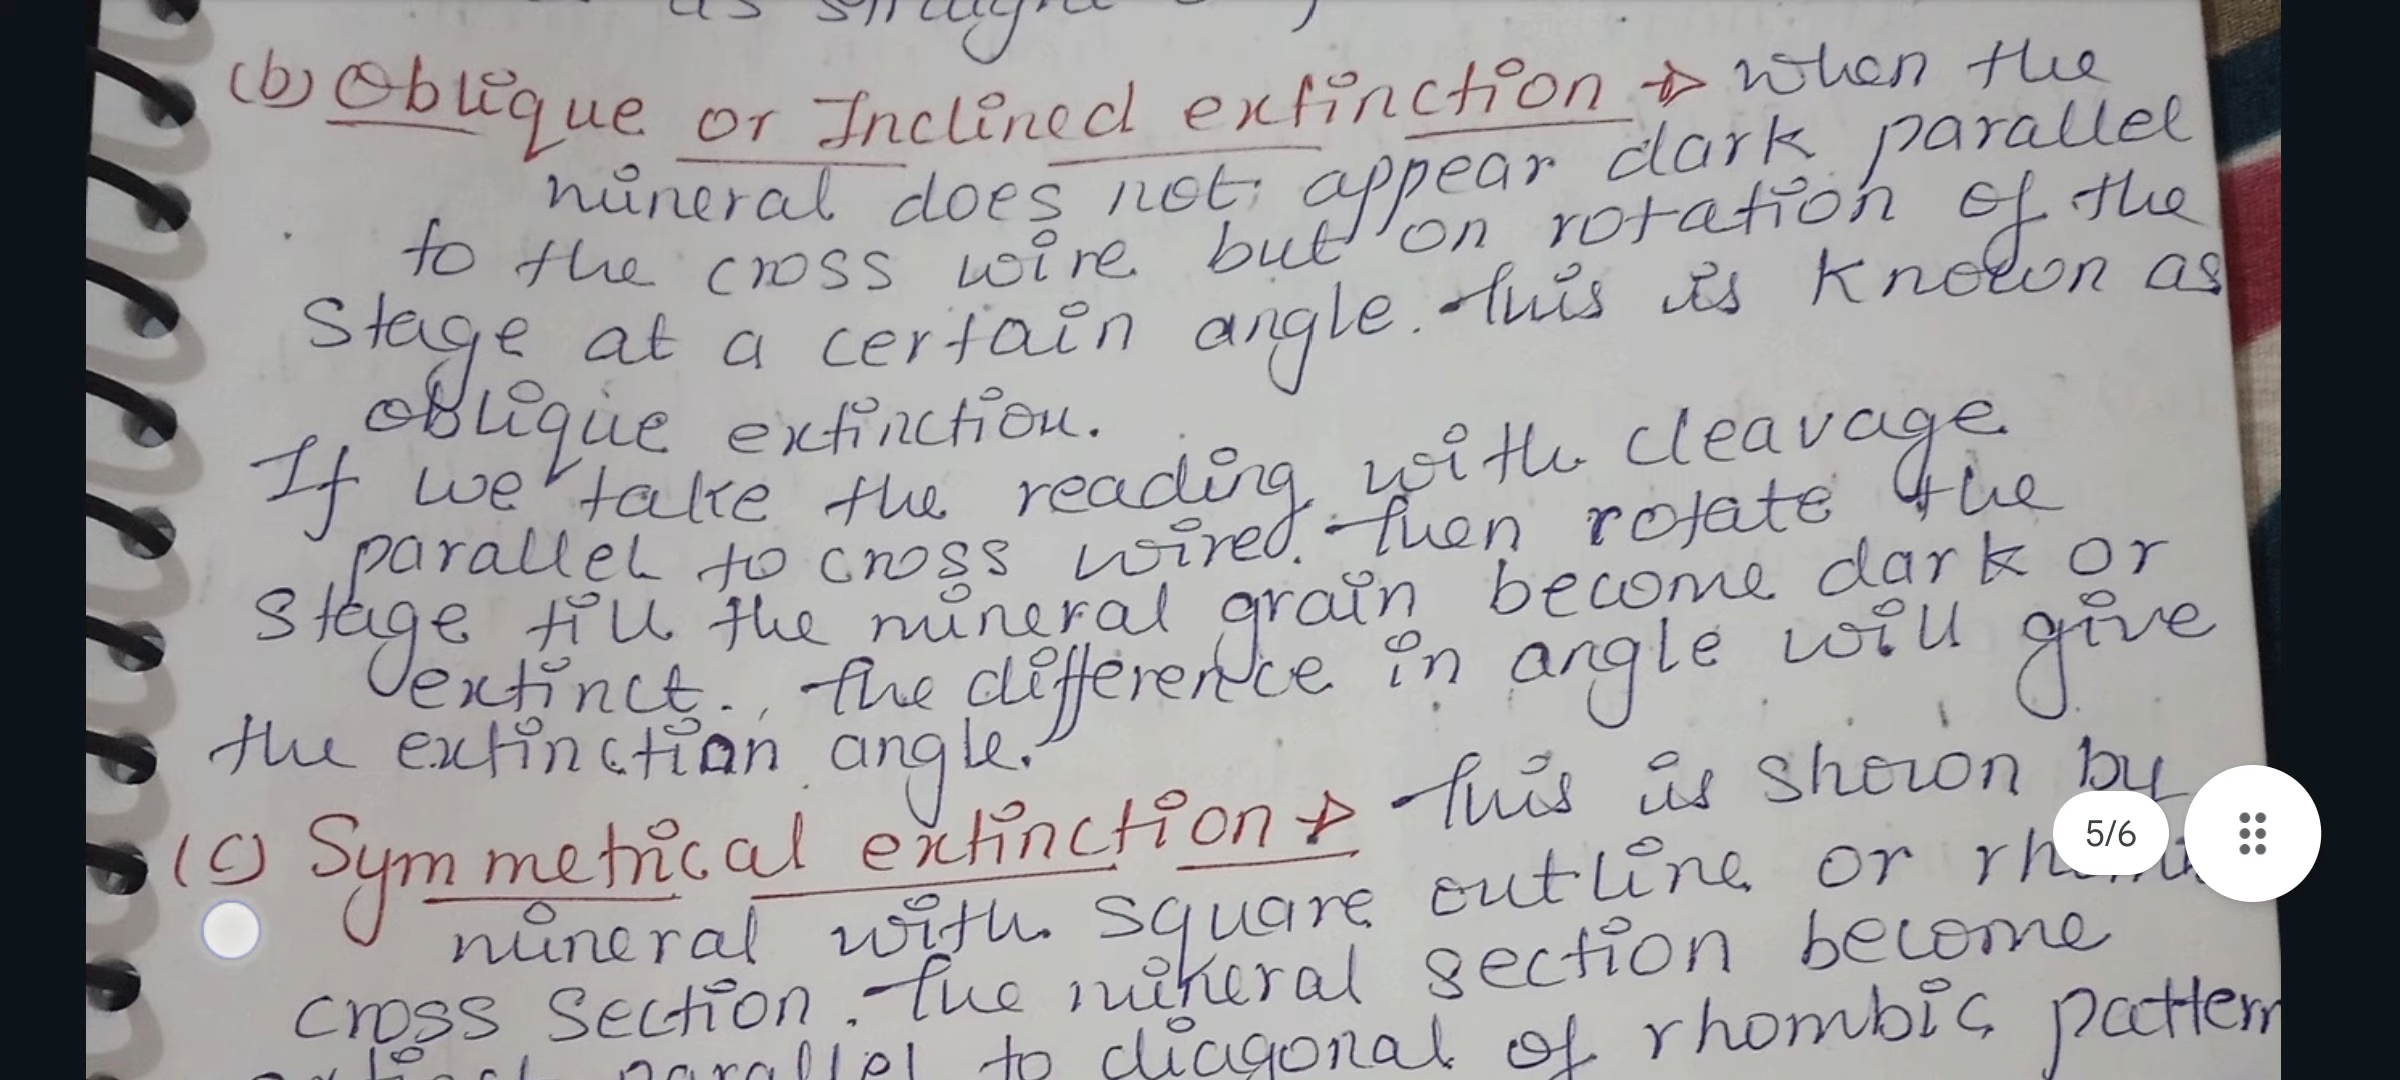 as straight
(b) Oblique or Inclined extinction → when the
mineral does not appear dark parallel
to the cross wire but on rotation of the
Stage at a certain angle. This is known as
oblique extinction.
If we take the reading with cleavage
parallel to cross wired. Then rotate the
Stage till the mineral grain become dark or
extinct., the difference in angle will give
the extinction angle.
(c) Symmetrical extinction → This is shown by
mineral with square outline or
cross section. The mineral section become
parallel to diagonal of rhombic pattern
5/6